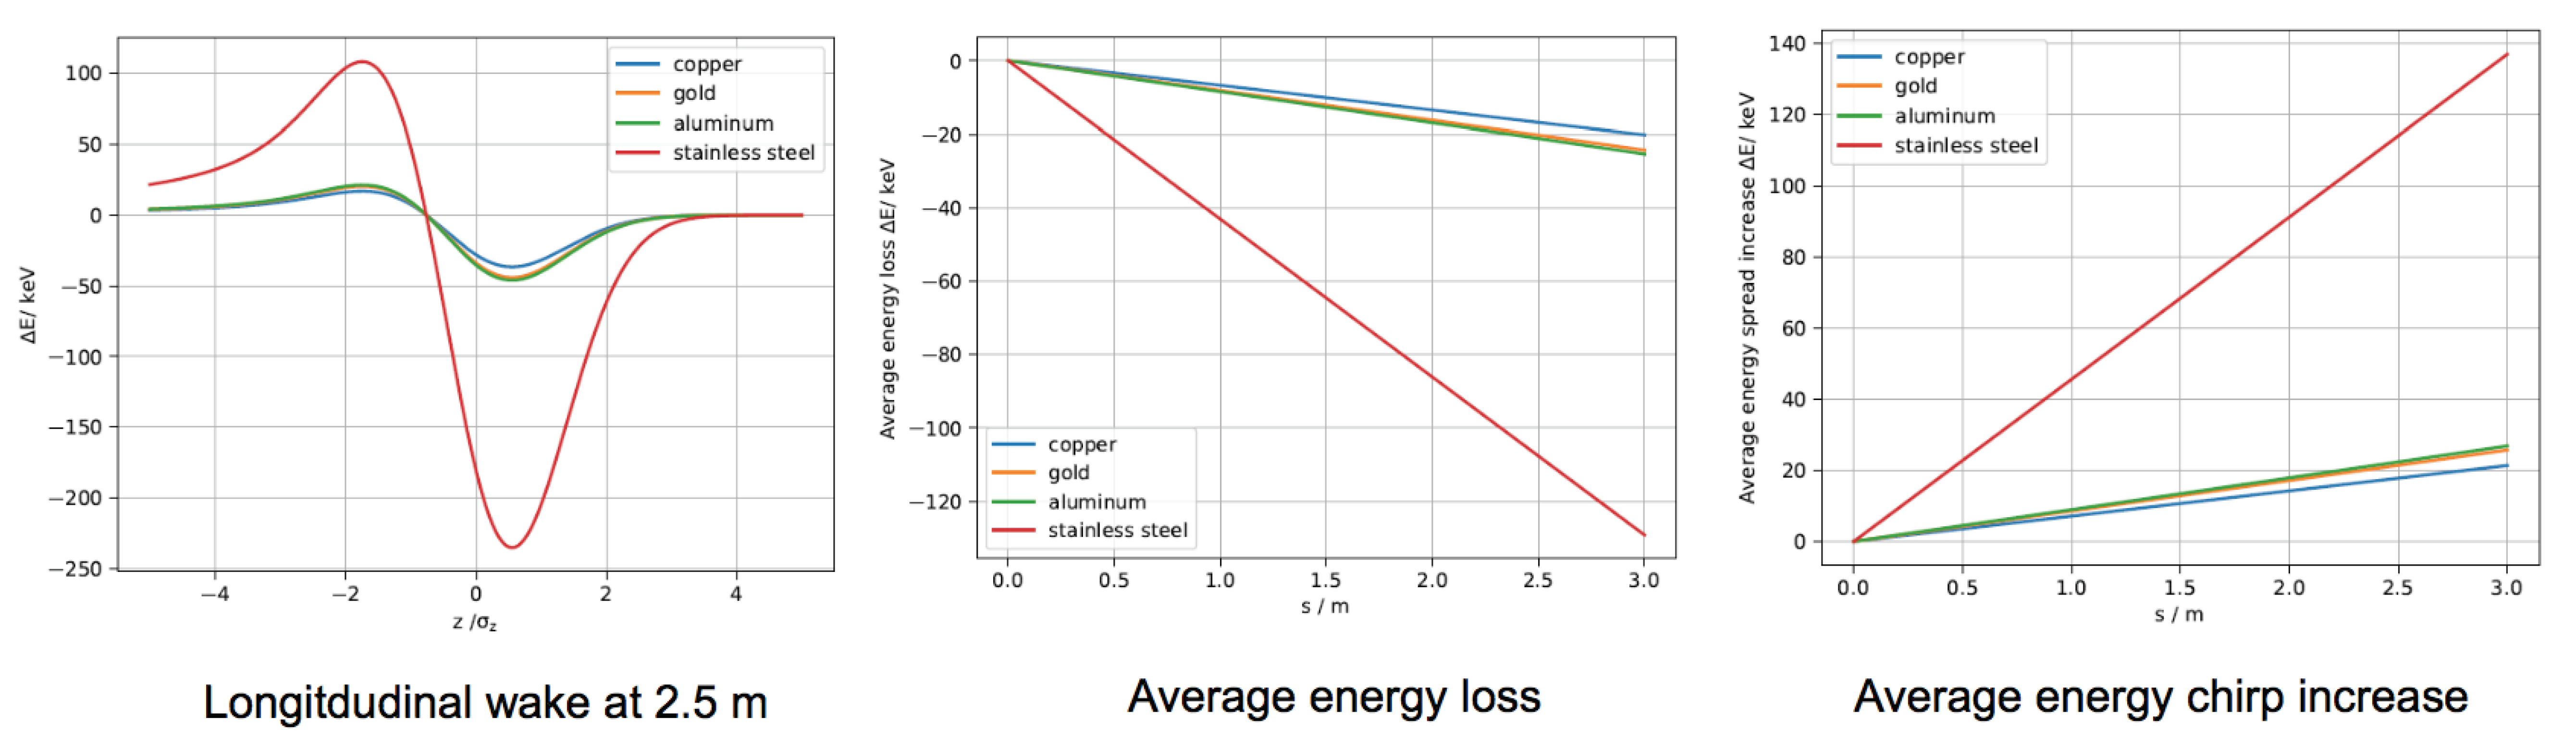 copper
gold
aluminum
stainless steel
100
50
0
−50
−100
−150
−200
−250
ΔE/ keV
−4
−2
0
2
4
z /σz
Longitdudinal wake at 2.5 m
0
−20
−40
−60
−80
−100
−120
Average energy loss ΔE/ keV
copper
gold
aluminum
stainless steel
0.0
0.5
1.0
1.5
2.0
2.5
3.0
s / m
Average energy loss
copper
gold
aluminum
stainless steel
140
120
100
80
60
40
20
0
Average energy spread increase ΔE/ keV
0.0
0.5
1.0
1.5
2.0
2.5
3.0
s / m
Average energy chirp increase